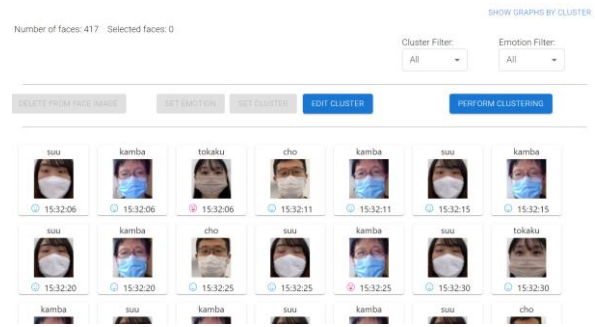 SHOW GRAPHS BY CLUSTER
Number of faces: 417 Selected faces: 0
Cluster Filter: Emotion Filter:
All All
DELETE FROM FACE IMAGE SET EMOTION SET CLUSTER EDIT CLUSTER PERFORM CLUSTERING
suu kamba tokaku cho kamba suu kamba
15:32:06 15:32:06 15:32:06 15:32:11 15:32:11 15:32:15 15:32:15
suu kamba cho suu kamba suu tokaku
15:32:20 15:32:20 15:32:25 15:32:25 15:32:25 15:32:30 15:32:30
kamba suu kamba suu kamba suu cho